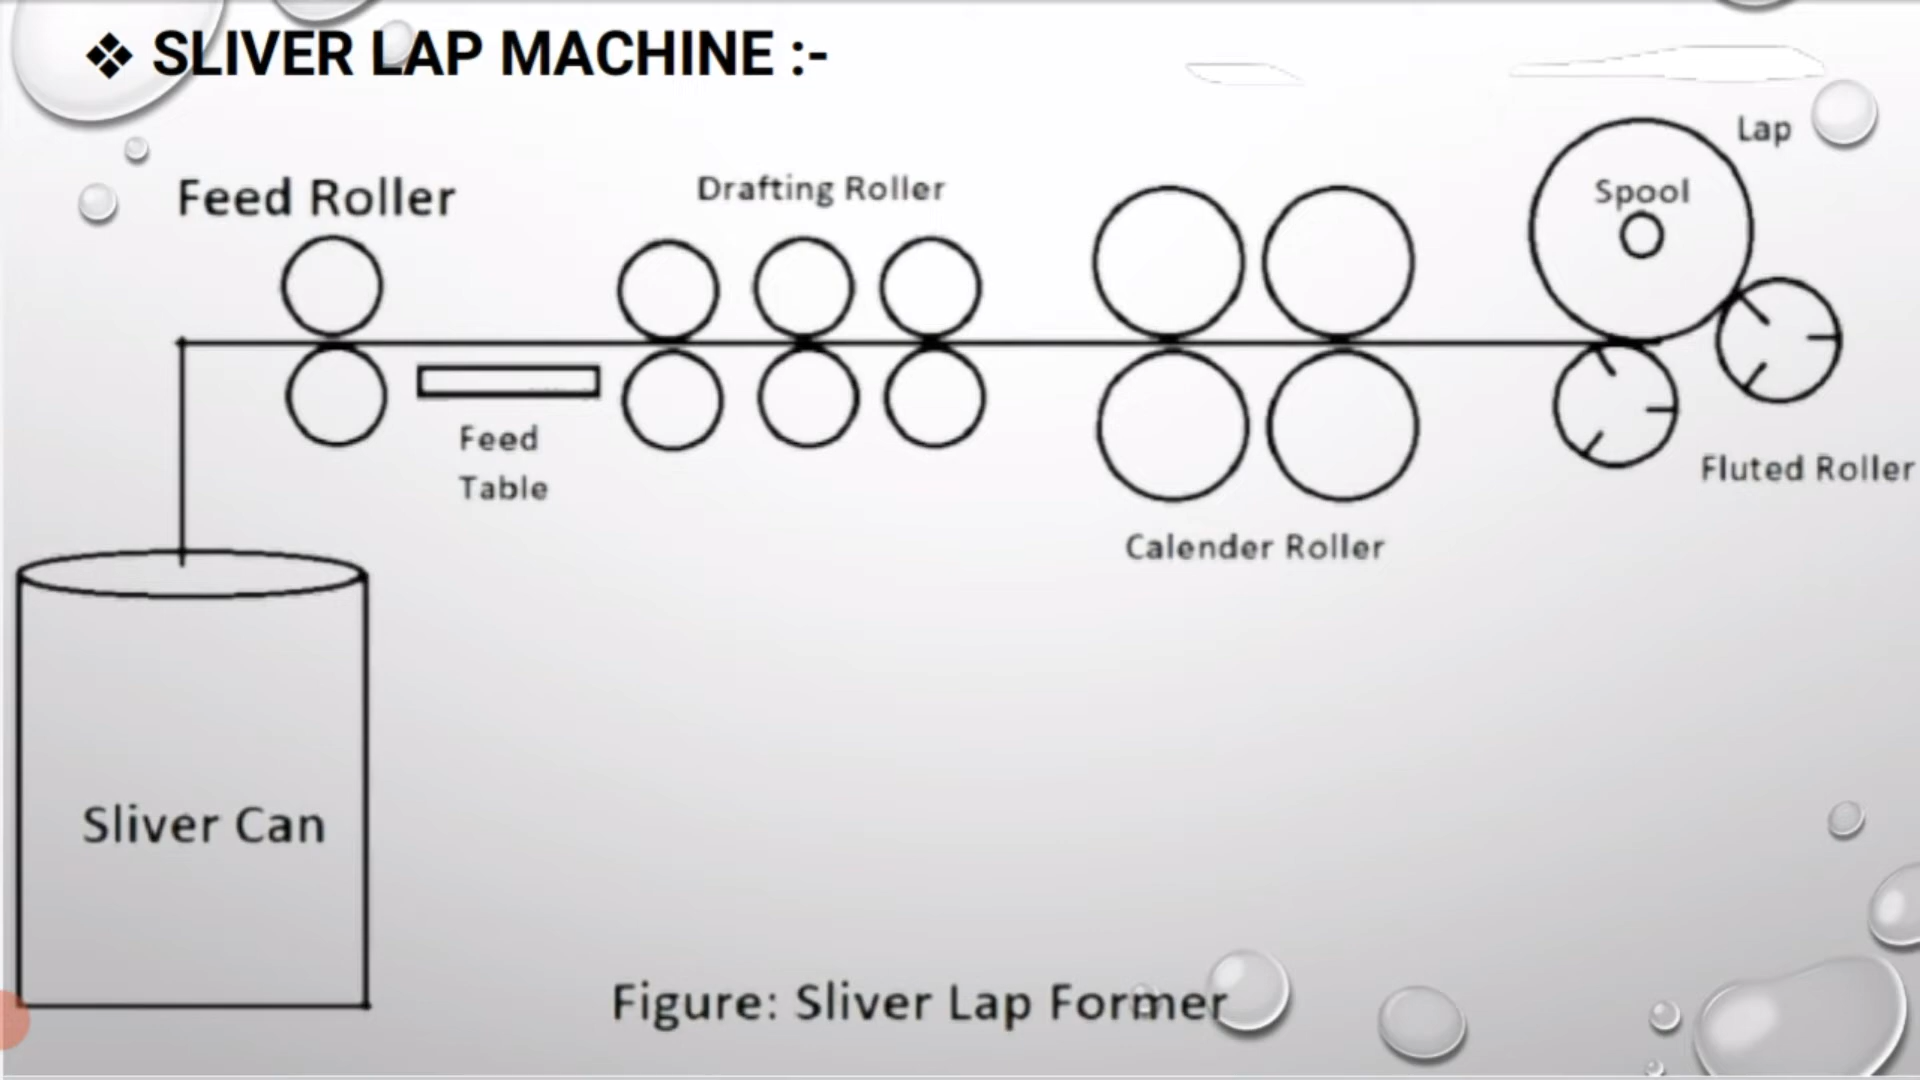 ❖ SLIVER LAP MACHINE :-
Lap
Feed Roller
Drafting Roller
Spool
Feed
Table
Fluted Roller
Calender Roller
Sliver Can
Figure: Sliver Lap Former